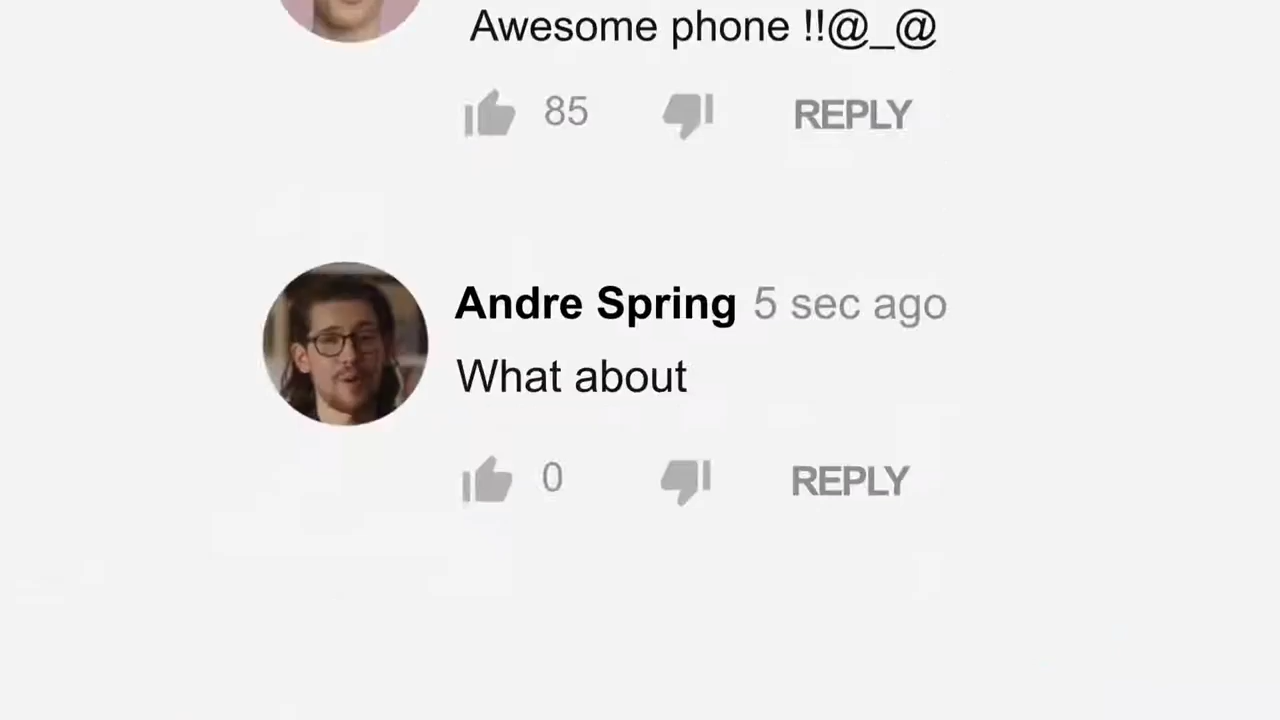 Awesome phone !!@_@
85 REPLY
Andre Spring 5 sec ago
What about
0 REPLY